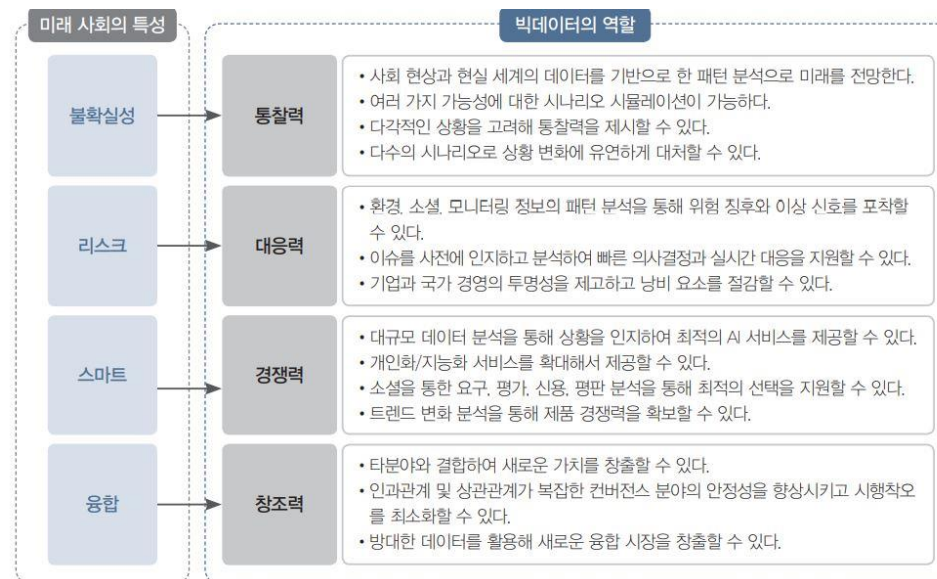 미래 사회의 특성
빅데이터의 역할
불확실성
통찰력
• 사회 현상과 현실 세계의 데이터를 기반으로 한 패턴 분석으로 미래를 전망한다.
• 여러 가지 가능성에 대한 시나리오 시뮬레이션이 가능하다.
• 다각적인 상황을 고려해 통찰력을 제시할 수 있다.
• 다수의 시나리오로 상황 변화에 유연하게 대처할 수 있다.
리스크
대응력
• 환경, 소셜, 모니터링 정보의 패턴 분석을 통해 위험 징후와 이상 신호를 포착할
수 있다.
• 이슈를 사전에 인지하고 분석하여 빠른 의사결정과 실시간 대응을 지원할 수 있다.
• 기업과 국가 경영의 투명성을 제고하고 낭비 요소를 절감할 수 있다.
스마트
경쟁력
• 대규모 데이터 분석을 통해 상황을 인지하여 최적의 AI 서비스를 제공할 수 있다.
• 개인화/지능화 서비스를 확대해서 제공할 수 있다.
• 소셜을 통한 요구, 평가, 신용, 평판 분석을 통해 최적의 선택을 지원할 수 있다.
• 트렌드 변화 분석을 통해 제품 경쟁력을 확보할 수 있다.
융합
창조력
• 타분야와 결합하여 새로운 가치를 창출할 수 있다.
• 인과관계 및 상관관계가 복잡한 컨버전스 분야의 안정성을 향상시키고 시행착오
를 최소화할 수 있다.
• 방대한 데이터를 활용해 새로운 융합 시장을 창출할 수 있다.